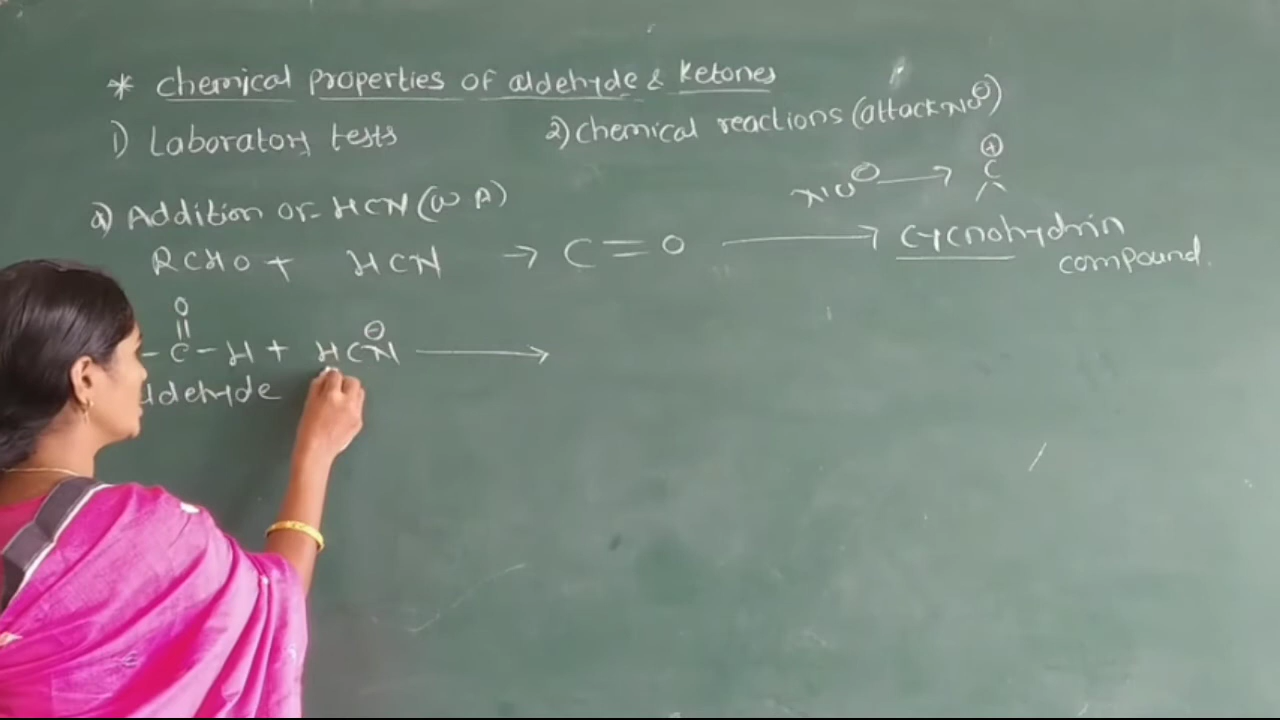 * Chemical properties of aldehyde & Ketones
1) Laboratory tests
2) Chemical reactions (attack Nu⊖)
Nu⊖ → C⊕
a) Addition of HCN (W A)
RCHO + HCN → C = O → Cycnohydrin
compound.
O
||
- C - H + HCN⊖ →
aldehyde